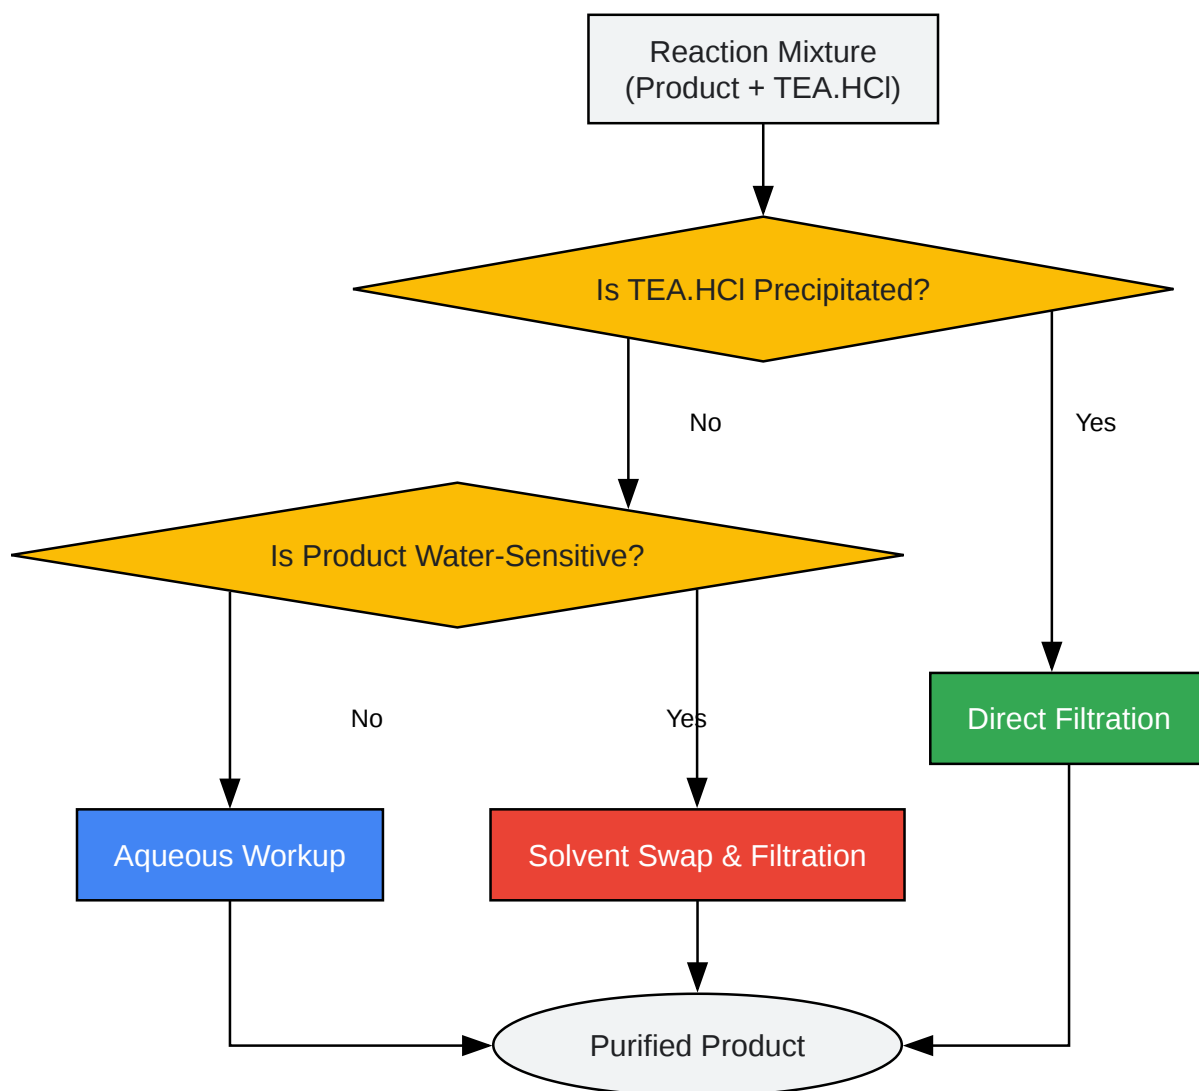 Reaction Mixture
(Product + TEA.HCl)
Is TEA.HCl Precipitated?
No
Yes
Is Product Water-Sensitive?
No
Yes
Direct Filtration
Aqueous Workup
Solvent Swap & Filtration
Purified Product